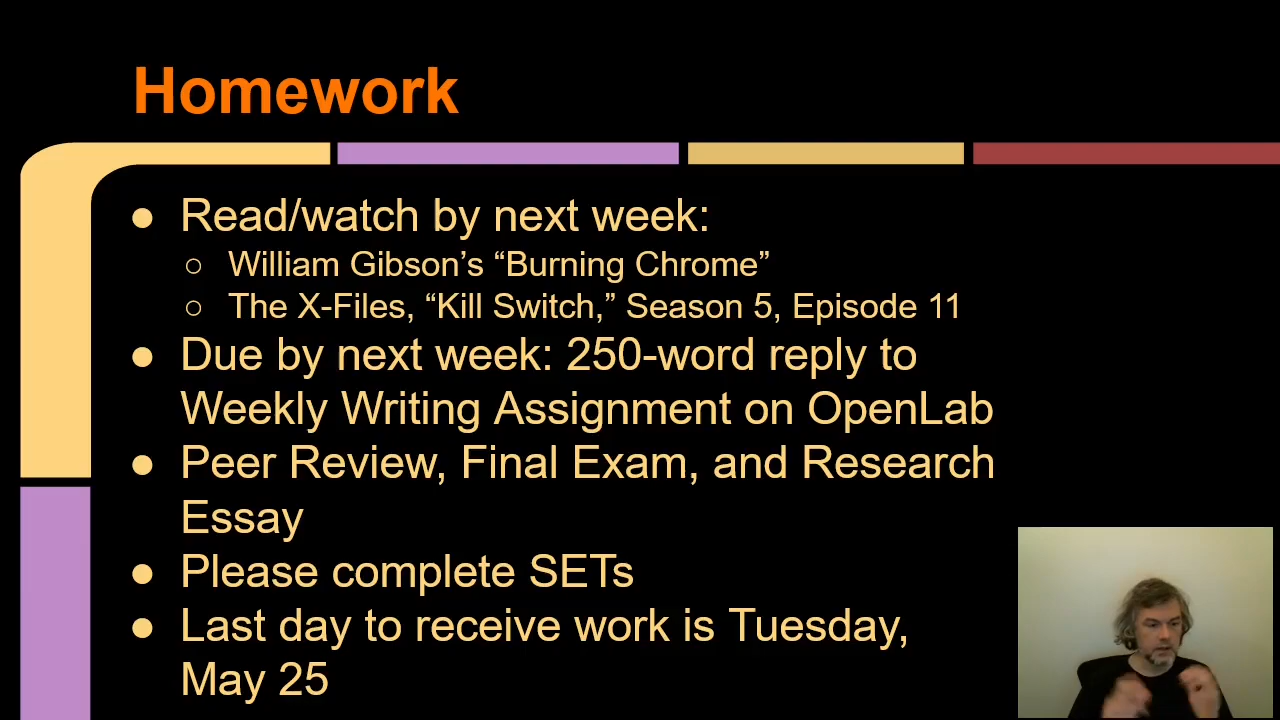 Homework
● Read/watch by next week:
○ William Gibson’s “Burning Chrome”
○ The X-Files, “Kill Switch,” Season 5, Episode 11
● Due by next week: 250-word reply to
Weekly Writing Assignment on OpenLab
● Peer Review, Final Exam, and Research
Essay
● Please complete SETs
● Last day to receive work is Tuesday,
May 25